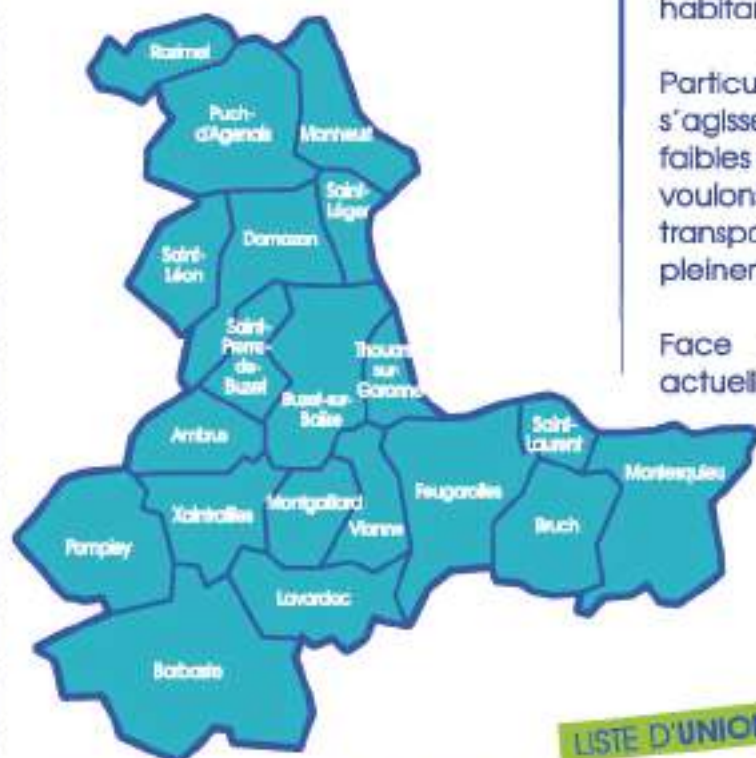 Razimet
Puch-
d'Agenais
Monheurt
Saint-
Léger
Damazan
Saint-
Léon
Saint-
Pierre-
de-
Buzet
Thouars
sur-
Garonne
Buzet-sur-
Baïse
Ambrus
Saint-
Laurent
Montesquieu
Feugarolles
Xaintrailles
Montgaillard
Vianne
Bruch
Pompiey
Lavardac
Barbaste
habitan
Particu
s'agisse
faibles
voulons
transpo
pleinem
Face
actuell
LISTE D'UNION